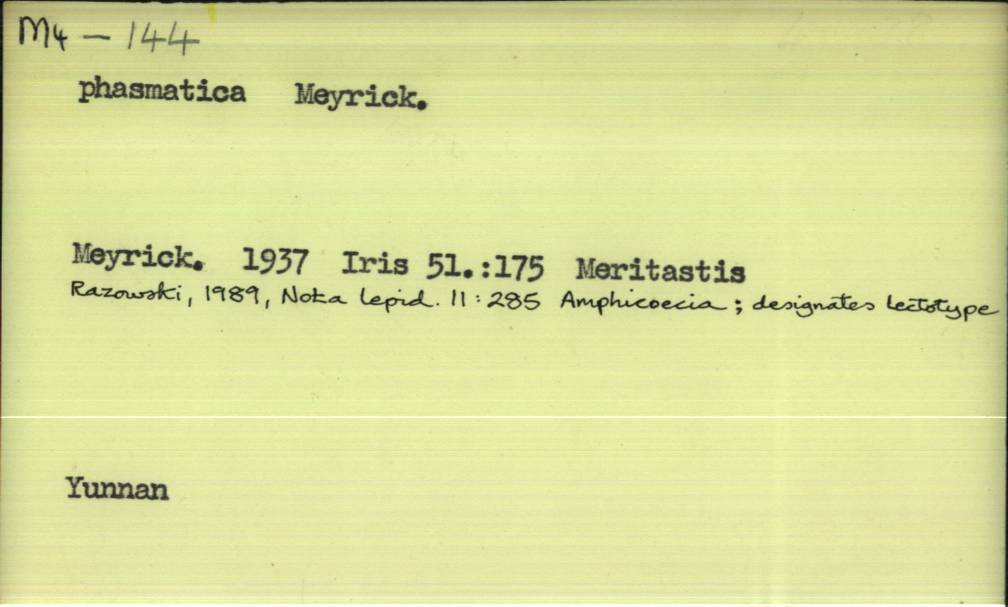 M4 - 144
phasmatica Meyrick.
Meyrick. 1937 Iris 51.:175 Meritastis
Razowski, 1989, Nota lepid. 11:285 Amphicoecia; designates lectotype
Yunnan